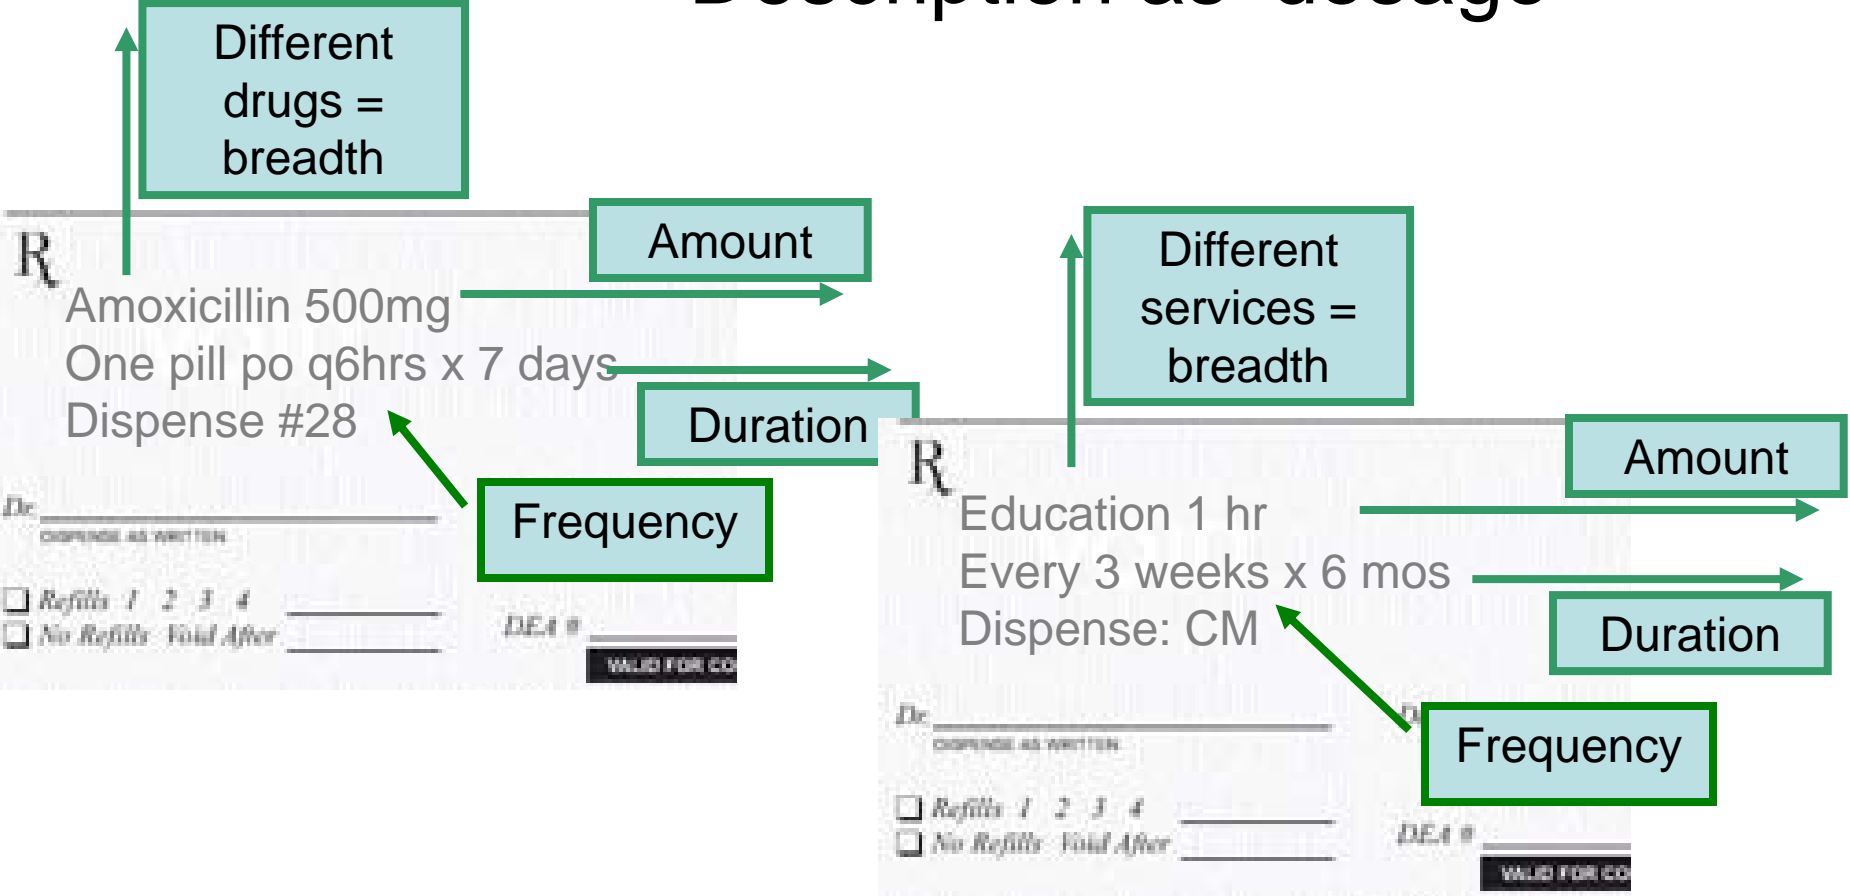 Description as dosage
Different
drugs =
breadth
Amount
R
Amoxicillin 500mg
One pill po q6hrs x 7 days
Dispense #28
Duration
Frequency
Dr.
DISPENSE AS WRITTEN
Refills 1 2 3 4
No Refills Void After
DEA #
VALID FOR CO
Different
services =
breadth
Amount
R
Education 1 hr
Every 3 weeks x 6 mos
Dispense: CM
Duration
Frequency
Dr.
DISPENSE AS WRITTEN
Refills 1 2 3 4
No Refills Void After
DEA #
VALID FOR CO